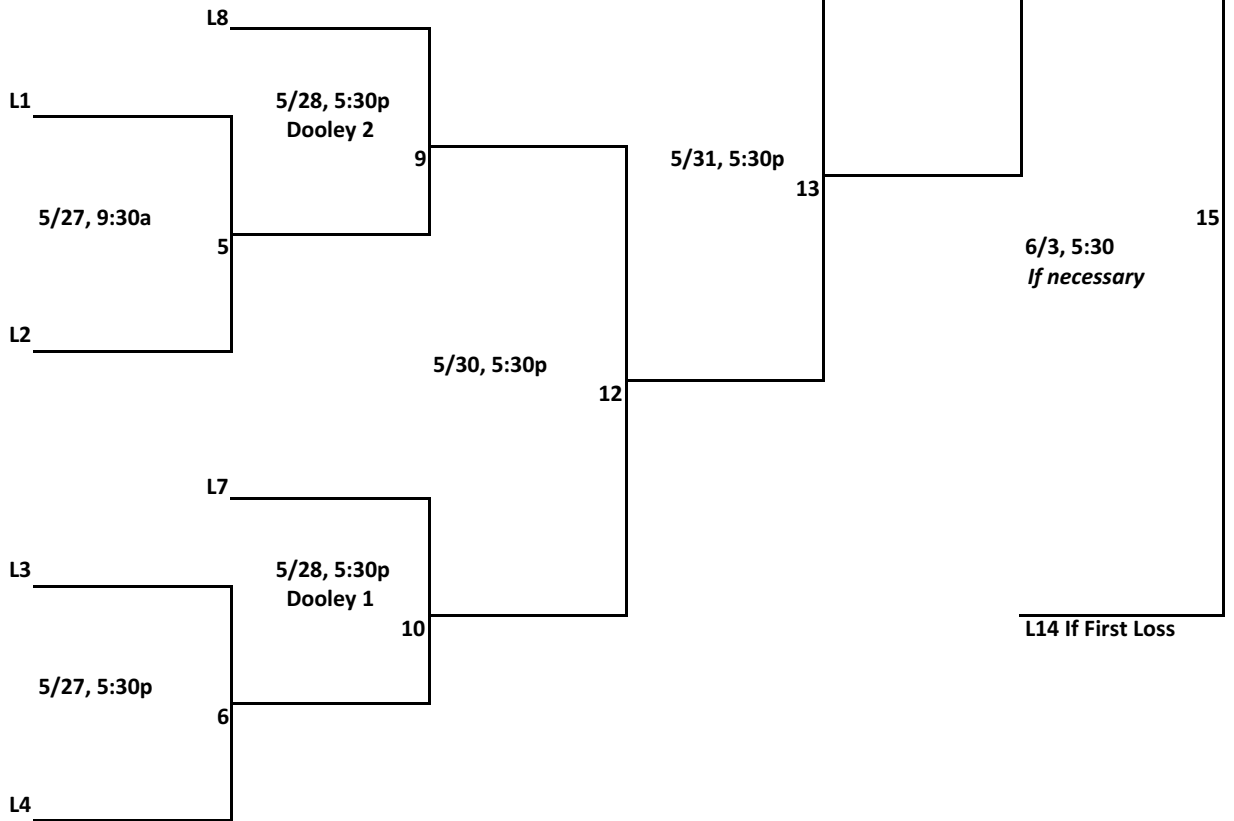 L8
L1
5/28, 5:30p
Dooley 2
9
5/31, 5:30p
13
5/27, 9:30a
15
5
6/3, 5:30
If necessary
L2
5/30, 5:30p
12
L7
L3
5/28, 5:30p
Dooley 1
10
L14 If First Loss
5/27, 5:30p
6
L4